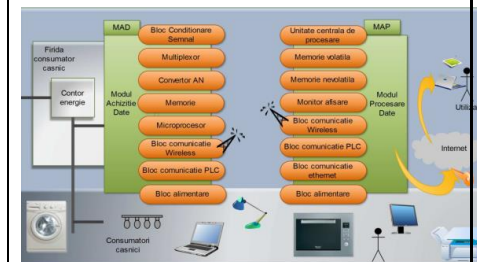 Firida
consumator
casnic
Contor
energie
MAD
Modul
Achizitie
Date
Bloc Conditionare
Semnal
Multiplexor
Convertor AN
Memorie
Microprocesor
Bloc comunicatie
Wireless
Bloc comunicatie PLC
Bloc alimentare
Consumatori
casnici
Unitate centrala de
procesare
Memorie volatila
Memorie nevolatila
Monitor afisare
Bloc comunicatie
Wireless
Bloc comunicatie PLC
Bloc comunicatie
ethernet
Bloc alimentare
MAP
Modul
Procesare
Date
Utiliza
Internet